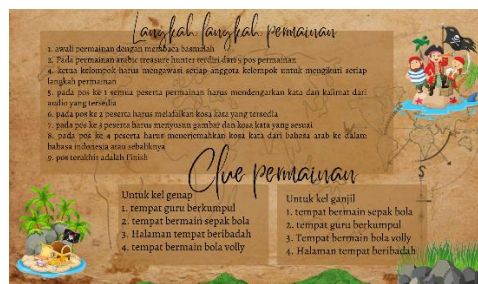 Langkah langkah permainan
1. awali permainan dengan membaca basmalah
2. Pada permainan arabic treasure hunter terdiri dari 5 pos permainan
4. ketua kelompok harus mengawasi setiap anggota kelompok untuk mengikuti setiap
langkah permainan
5. pada pos ke 1 semua peserta permainan harus mendengarkan kata dan kalimat dari
audio yang tersedia
6. pada pos ke 2 peserta harus melafalkan kosa kata yang tersedia
7. pada pos ke 3 peserta harus menyusun gambar dan kosa kata yang sesuai
8. pada pos ke 4 peserta harus menerjemahkan kosa kata dari bahasa arab ke dalam
bahasa indonesia atau sebaliknya
9. pos terakhir adalah Finish
Clue permainan
Untuk kel genap
1. tempat guru berkumpul
2. tempat bermain sepak bola
3. Halaman tempat beribadah
4. tempat bermain bola volly
Untuk kel ganjil
1. tempat bermain sepak bola
2. tempat guru berkumpul
3. Tempat bermain bola volly
4. Halaman tempat beribadah